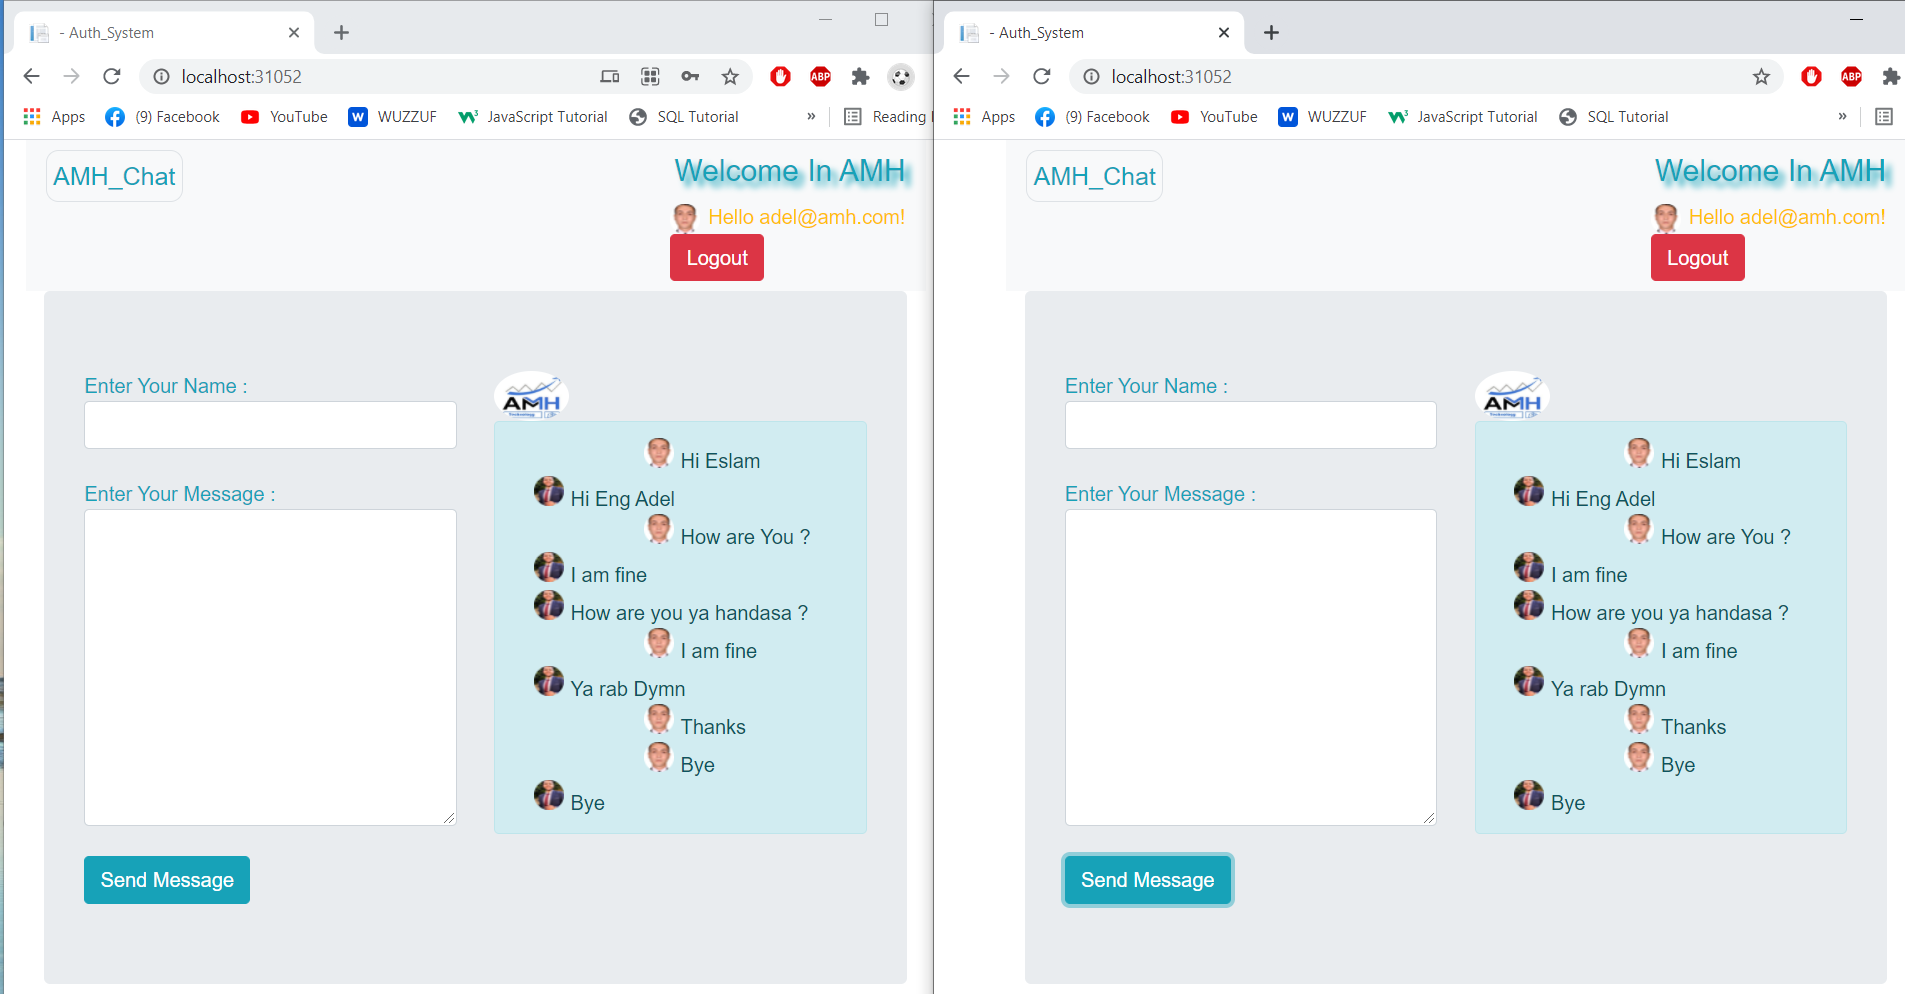 - Auth_System
localhost:31052
Apps (9) Facebook YouTube WUZZUF JavaScript Tutorial SQL Tutorial » Reading
AMH_Chat
Welcome In AMH
Hello adel@amh.com!
Logout
Enter Your Name :
Enter Your Message :
Send Message
AMH
Hi Eslam
Hi Eng Adel
How are You ?
I am fine
How are you ya handasa ?
I am fine
Ya rab Dymn
Thanks
Bye
Bye
- Auth_System
localhost:31052
ABP
Apps (9) Facebook YouTube WUZZUF JavaScript Tutorial SQL Tutorial »
AMH_Chat
Welcome In AMH
Hello adel@amh.com!
Logout
Enter Your Name :
Enter Your Message :
Send Message
AMH
Hi Eslam
Hi Eng Adel
How are You ?
I am fine
How are you ya handasa ?
I am fine
Ya rab Dymn
Thanks
Bye
Bye